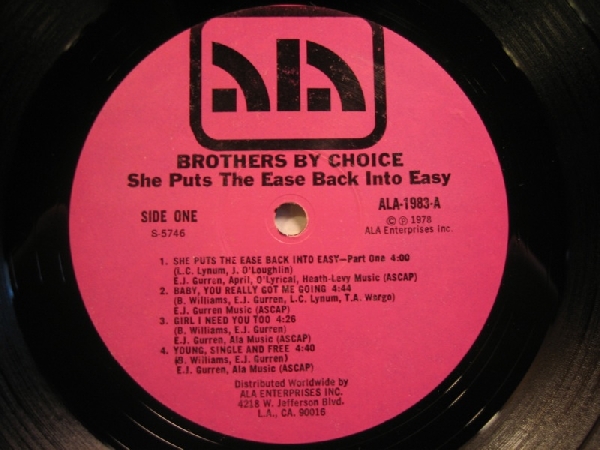 ALA
BROTHERS BY CHOICE
She Puts The Ease Back Into Easy
SIDE ONE
S-5746
ALA-1983-A
© ℗ 1978
ALA Enterprises Inc.
1. SHE PUTS THE EASE BACK INTO EASY—Part One 4:00
(L.C. Lynum, J. O'Loughlin)
E.J. Gurren, April, O'Lyrical, Heath-Levy Music (ASCAP)
2. BABY, YOU REALLY GOT ME GOING 4:44
(B. Williams, E.J. Gurren, L.C. Lynum, T.A. Wargo)
E.J. Gurren Music (ASCAP)
3. GIRL I NEED YOU TOO 4:26
(B. Williams, E.J. Gurren)
E.J. Gurren, Ala Music (ASCAP)
4. YOUNG, SINGLE AND FREE 4:40
(B. Williams, E.J. Gurren)
E.J. Gurren, Ala Music (ASCAP)
Distributed Worldwide by
ALA ENTERPRISES INC.
4218 W. Jefferson Blvd.
L.A., CA. 90016